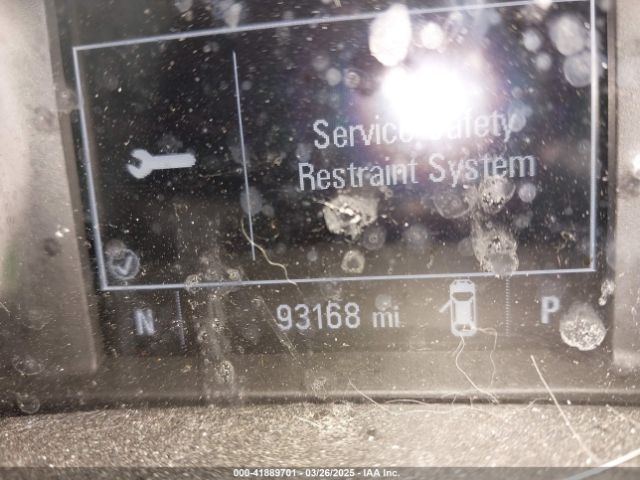 Service Safety
Restraint System
N
93168 mi
P
000-41889701 - 03/26/2025 - IAA Inc.